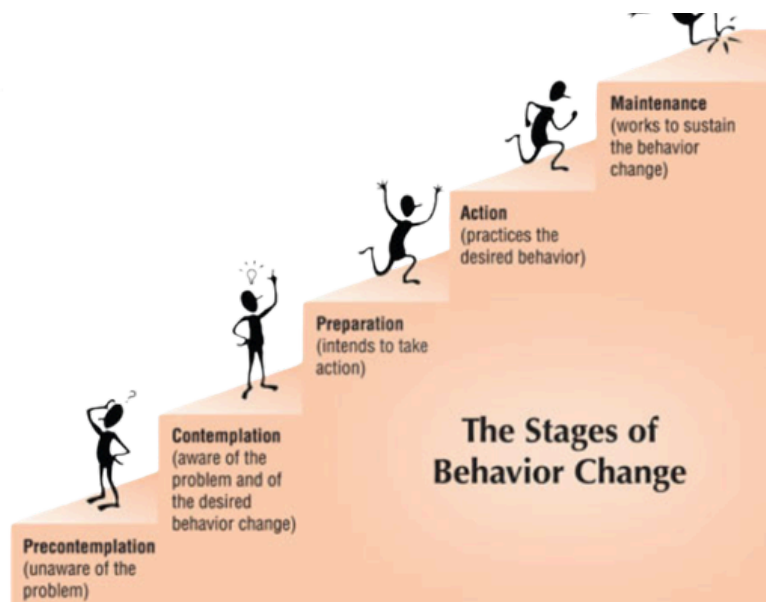 Maintenance
(works to sustain
the behavior
change)
Action
(practices the
desired behavior)
Preparation
(intends to take
action)
Contemplation
(aware of the
problem and of
the desired
behavior change)
Precontemplation
(unaware of the
problem)
The Stages of
Behavior Change
?